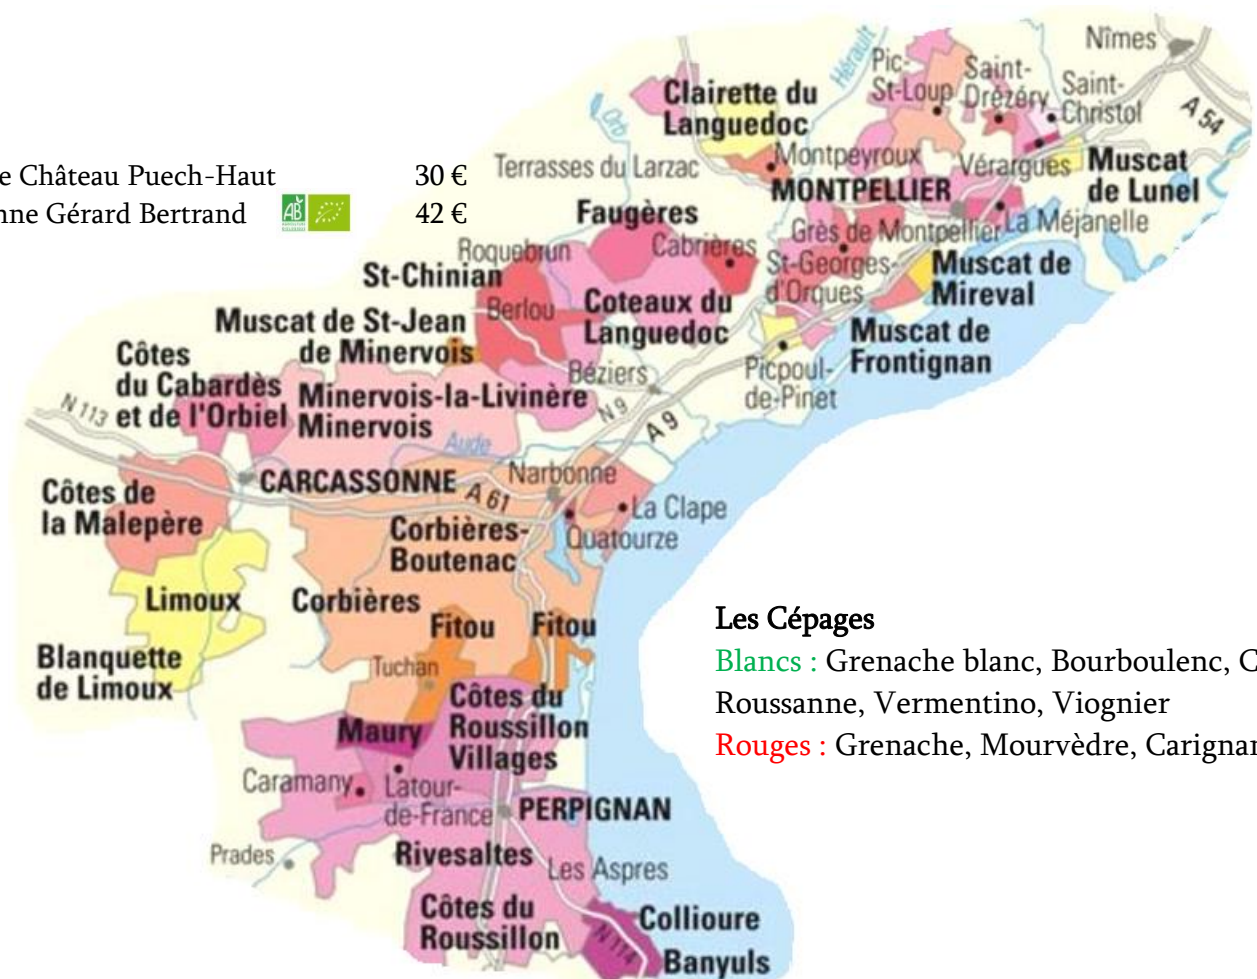 Nîmes
Hérault
Pic-
St-Loup
Saint-
Drézéry
Saint-
Christol
A 54
Clairette du
Languedoc
Orb
Terrasses du Larzac
Montpeyroux
Vérargues
Muscat
de Lunel
MONTPELLIER
e Château Puech-Haut 30 €
nne Gérard Bertrand AB 42 €
Faugères
La Méjanelle
Grès de Montpellier
Roquebrun
Cabrières
St-Georges-
d'Orques
Muscat de
Mireval
St-Chinian
Berlou
Coteaux du
Languedoc
Muscat de St-Jean
de Minervois
Muscat de
Frontignan
Côtes
du Cabardès
et de l'Orbiel
Béziers
Picpoul-
de-Pinet
Minervois-la-Livinère
Minervois
N 113
N 9
A 9
Aude
CARCASSONNE
A 61
Narbonne
Côtes de
la Malepère
La Clape
Quatourze
Corbières-
Boutenac
Limoux
Corbières
Fitou
Fitou
Blanquette
de Limoux
Tuchan
Côtes du
Roussillon
Villages
Maury
Caramany
Latour-
de-France
PERPIGNAN
Prades
Rivesaltes
Les Aspres
Côtes du
Roussillon
Collioure
N 114
Banyuls
Les Cépages
Blancs : Grenache blanc, Bourboulenc, C
Roussanne, Vermentino, Viognier
Rouges : Grenache, Mourvèdre, Carignan